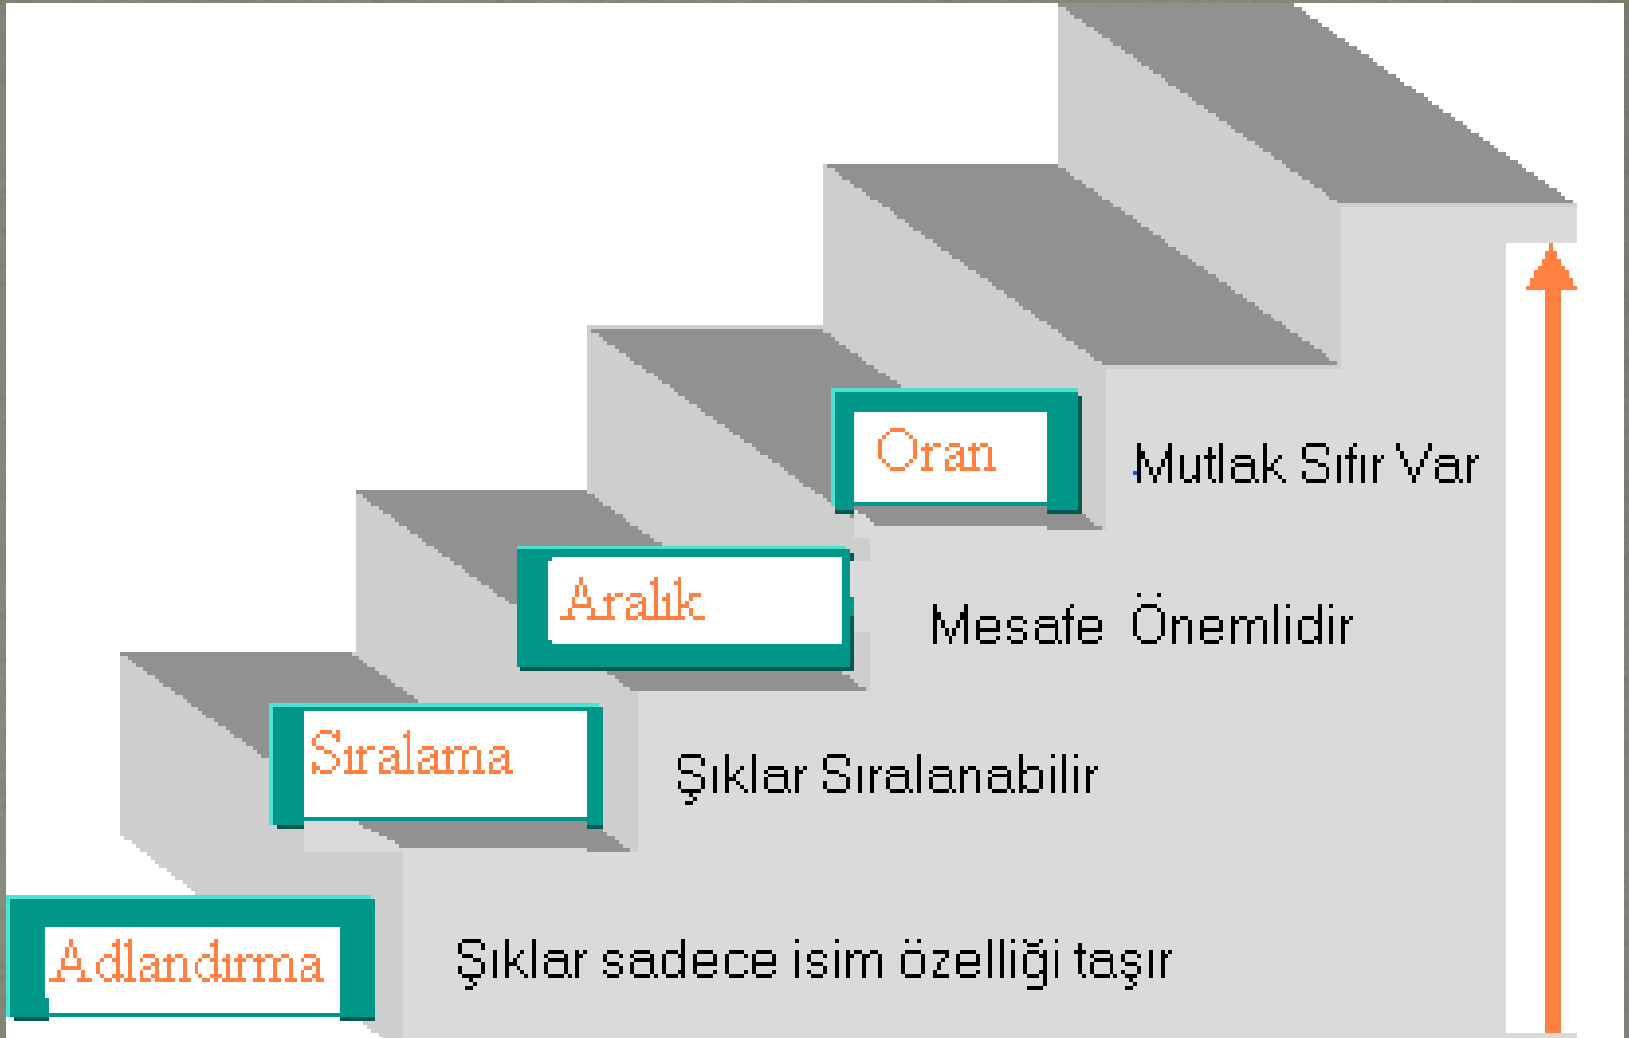 Oran
Mutlak Sıfır Var
Aralık
Mesafe Önemlidir
Sıralama
Şıklar Sıralanabilir
Adlandırma
Şıklar sadece isim özelliği taşır